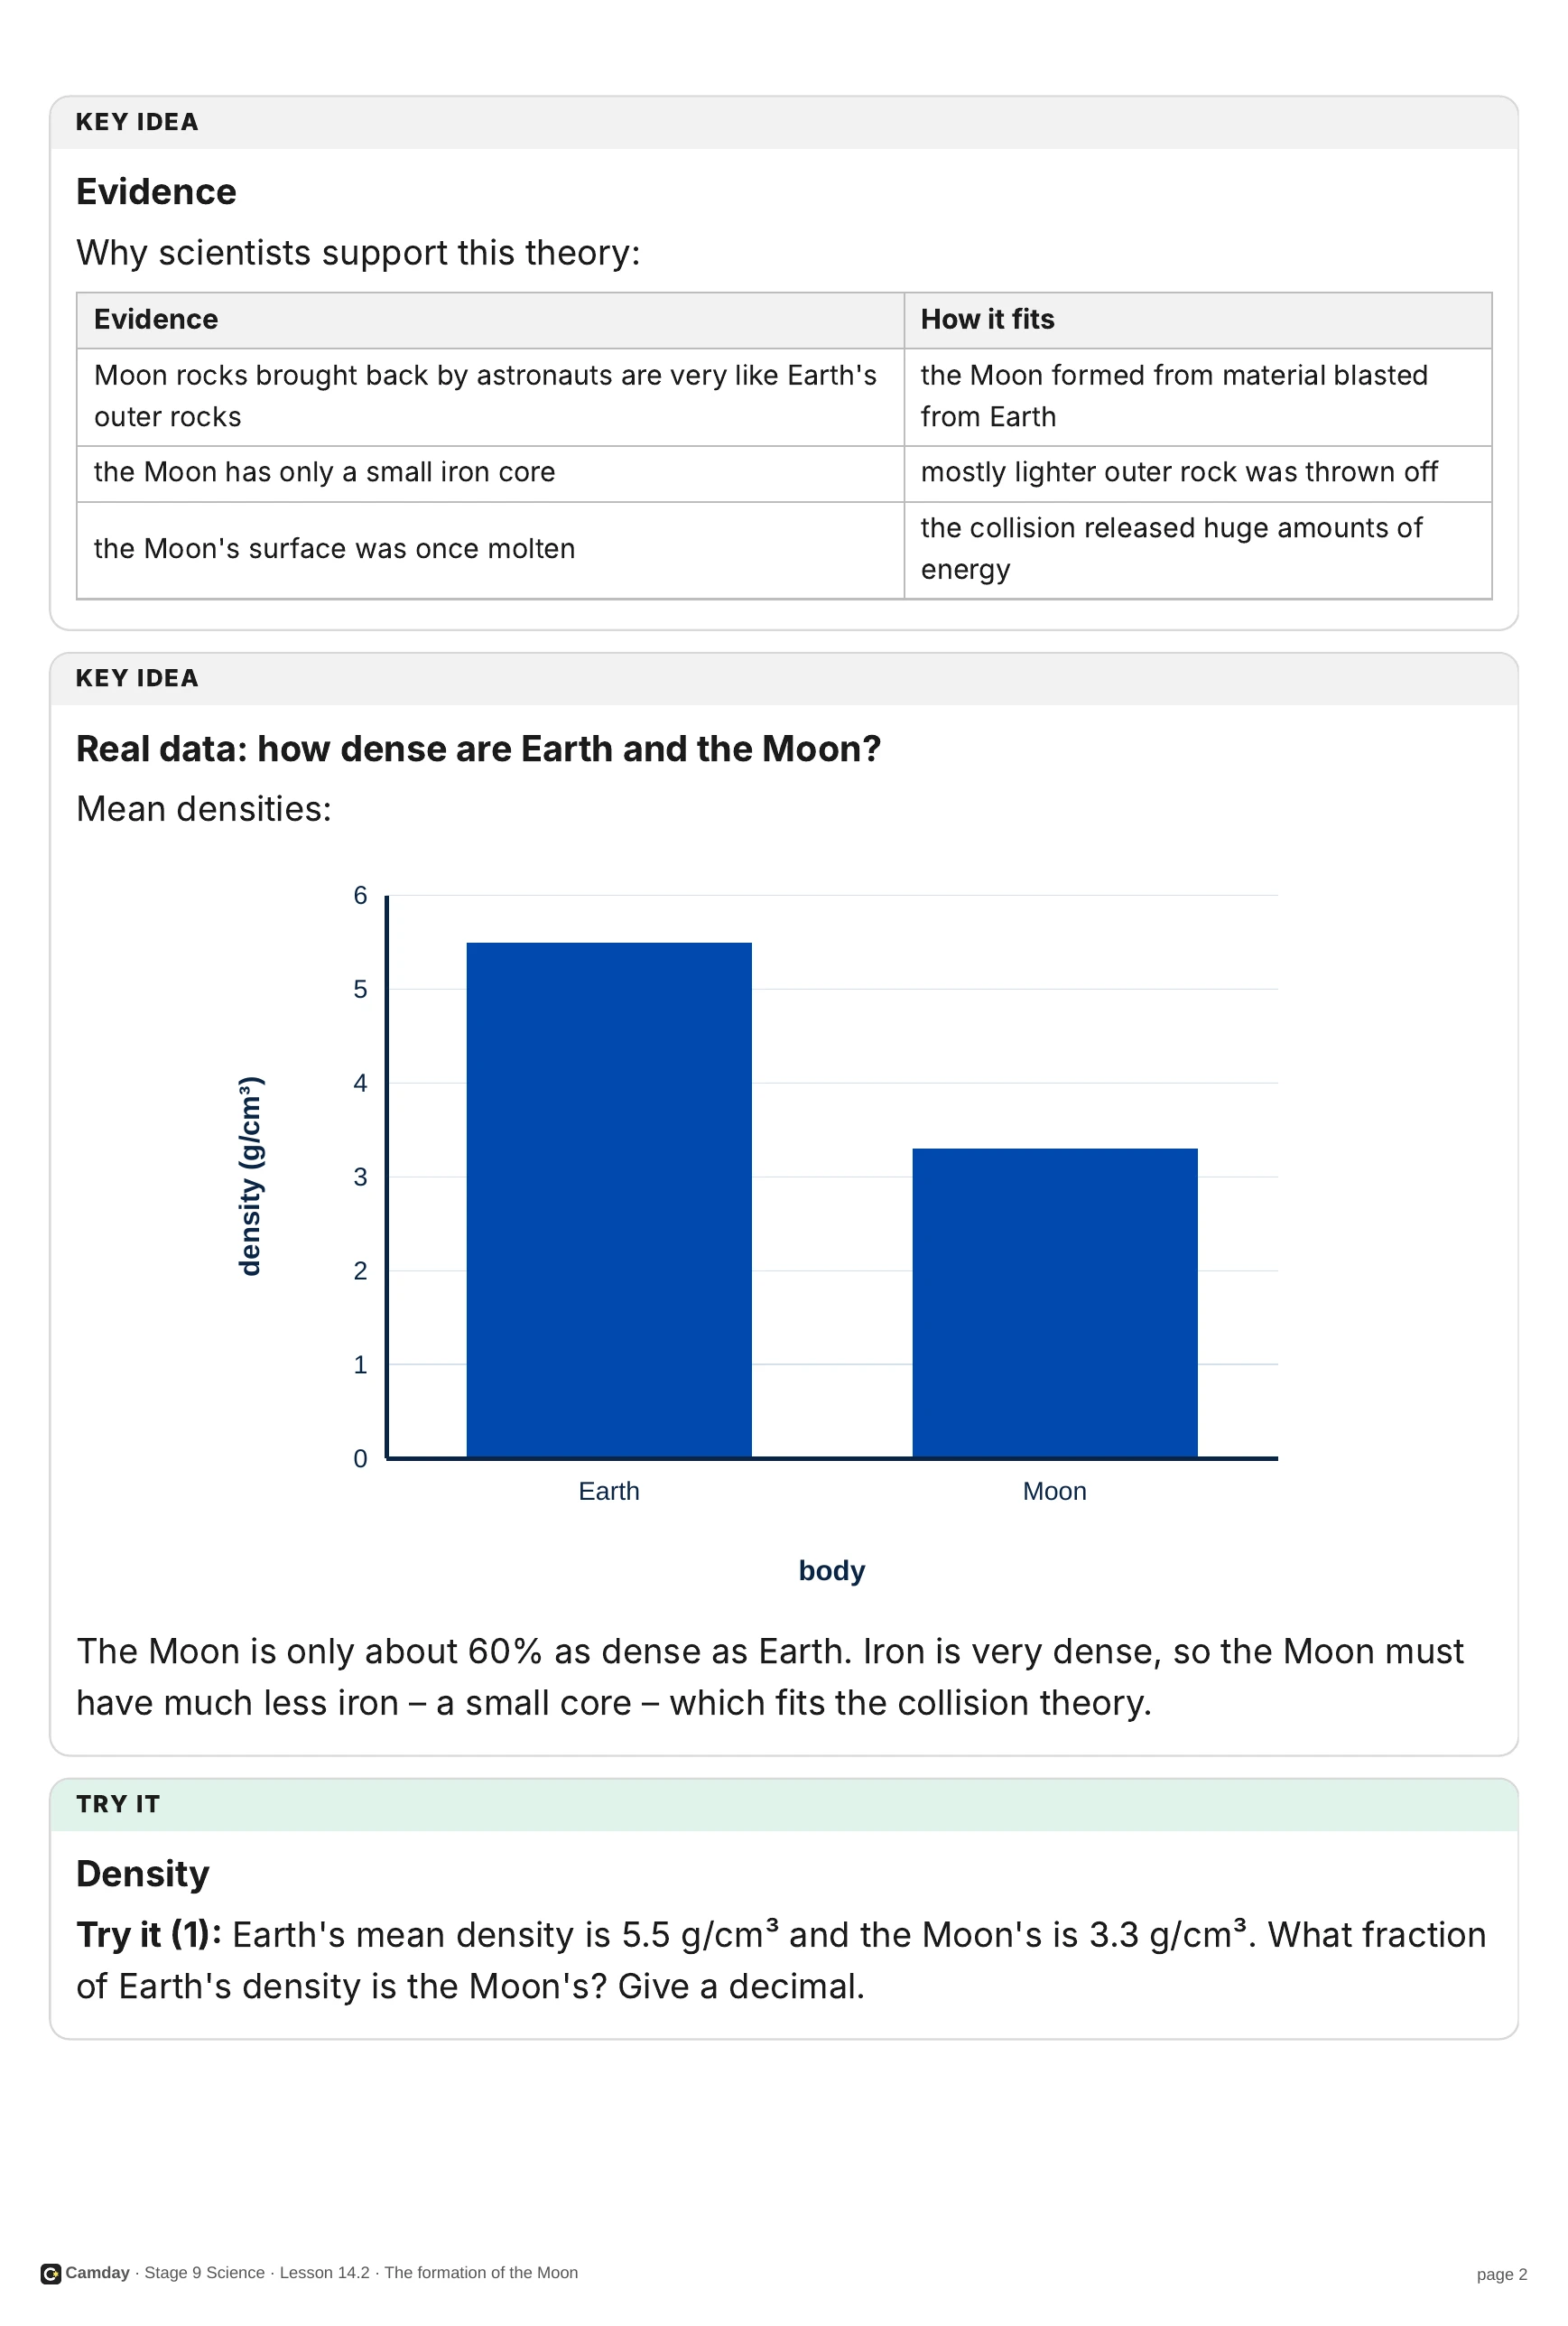 KEY IDEA
Evidence
Why scientists support this theory:
Evidence
How it fits
Moon rocks brought back by astronauts are very like Earth's
outer rocks
the Moon formed from material blasted
from Earth
the Moon has only a small iron core
mostly lighter outer rock was thrown off
the Moon's surface was once molten
the collision released huge amounts of
energy
KEY IDEA
Real data: how dense are Earth and the Moon?
Mean densities:
6
5
4
3
2
1
0
density (g/cm³)
Earth
Moon
body
The Moon is only about 60% as dense as Earth. Iron is very dense, so the Moon must
have much less iron – a small core – which fits the collision theory.
TRY IT
Density
Try it (1): Earth's mean density is 5.5 g/cm³ and the Moon's is 3.3 g/cm³. What fraction
of Earth's density is the Moon's? Give a decimal.
Camday · Stage 9 Science · Lesson 14.2 · The formation of the Moon
page 2